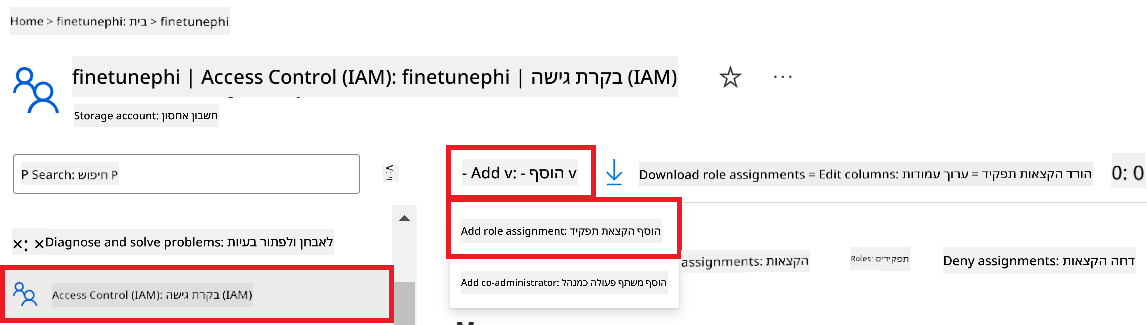 Home > finetunephi: בית > finetunephi
finetunephi | Access Control (IAM): finetunephi | בקרת גישה (IAM)
Storage account: חשבון אחסון
P Search: חיפוש P
- Add v: - הוסף v
Download role assignments = Edit columns: הורד הקצאות תפקיד = ערוך עמודות
0: 0
Add role assignment: הוסף הקצאת תפקיד
×: ×Diagnose and solve problems: לאבחן ולפתור בעיות
assignments: הקצאות
Roles: תפקידים
Deny assignments: דחה הקצאות
Add co-administrator: הוסף משתף פעולה כמנהל
Access Control (IAM): בקרת גישה (IAM)